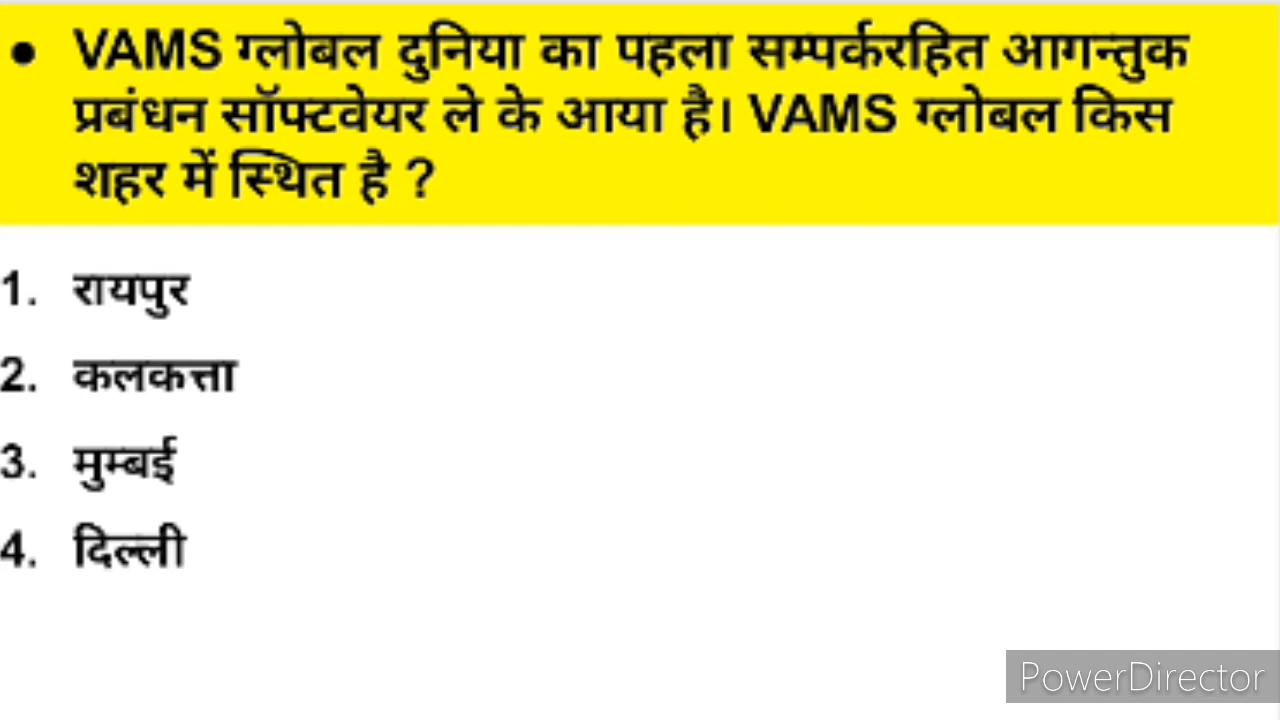 • VAMS ग्लोबल दुनिया का पहला सम्पर्करहित आगन्तुक
प्रबंधन सॉफ्टवेयर ले के आया है। VAMS ग्लोबल किस
शहर में स्थित है ?
1. रायपुर
2. कलकत्ता
3. मुम्बई
4. दिल्ली
PowerDirector